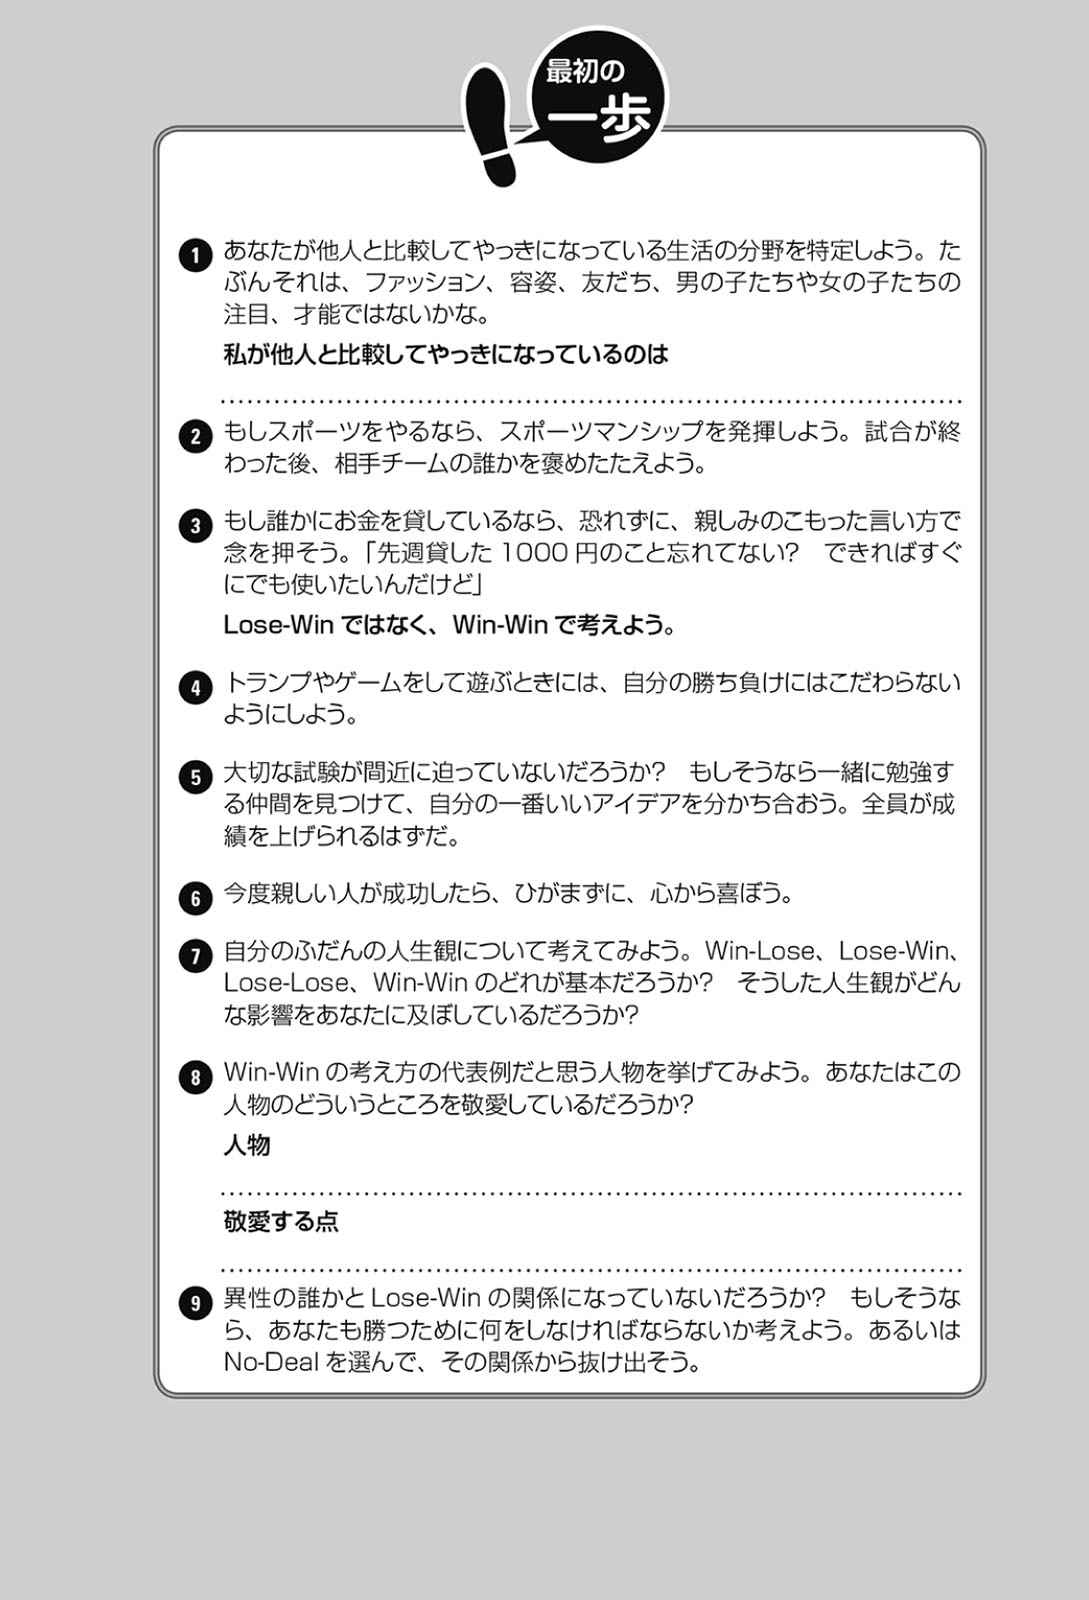 最初の
一歩
1 あなたが他人と比較してやっきになっている生活の分野を特定しよう。た
ぶんそれは、ファッション、容姿、友だち、男の子たちや女の子たちの
注目、才能ではないかな。
私が他人と比較してやっきになっているのは
2 もしスポーツをやるなら、スポーツマンシップを発揮しよう。試合が終
わった後、相手チームの誰かを褒めたたえよう。
3 もし誰かにお金を貸しているなら、恐れずに、親しみのこもった言い方で
念を押そう。「先週貸した 1000 円のこと忘れてない?　できればすぐ
にでも使いたいんだけど」
Lose-Win ではなく、Win-Win で考えよう。
4 トランプやゲームをして遊ぶときには、自分の勝ち負けにはこだわらない
ようにしよう。
5 大切な試験が間近に迫っていないだろうか?　もしそうなら一緒に勉強す
る仲間を見つけて、自分の一番いいアイデアを分かち合おう。全員が成
績を上げられるはずだ。
6 今度親しい人が成功したら、ひがまずに、心から喜ぼう。
7 自分のふだんの人生観について考えてみよう。Win-Lose、Lose-Win、
Lose-Lose、Win-Win のどれが基本だろうか?　そうした人生観がどん
な影響をあなたに及ぼしているだろうか?
8 Win-Win の考え方の代表例だと思う人物を挙げてみよう。あなたはこの
人物のどういうところを敬愛しているだろうか?
人物
敬愛する点
9 異性の誰かと Lose-Win の関係になっていないだろうか?　もしそうな
ら、あなたも勝つために何をしなければならないか考えよう。あるいは
No-Deal を選んで、その関係から抜け出そう。